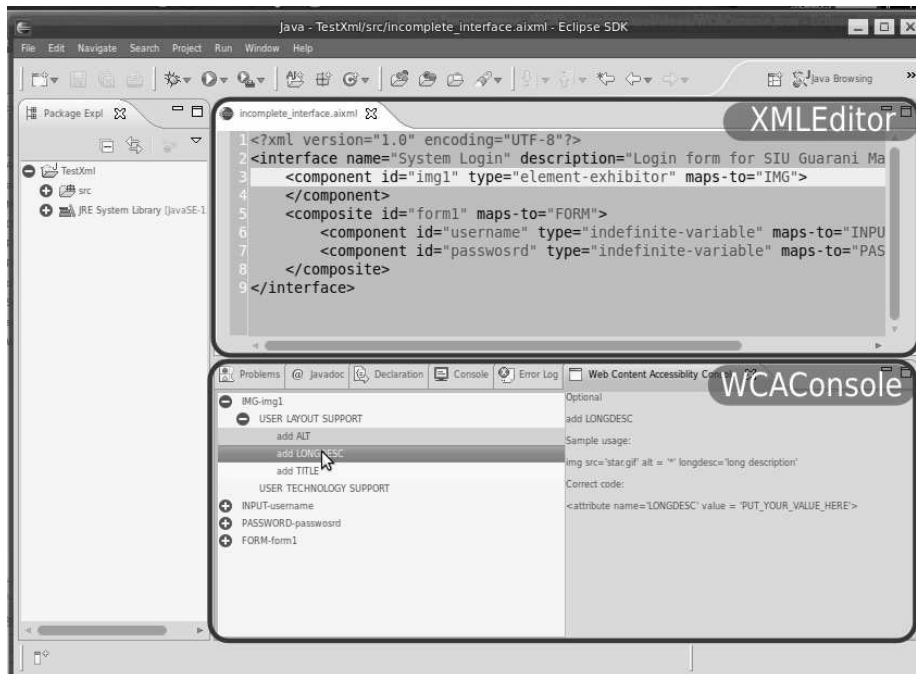 Java - TestXml/src/incomplete_interface.aixml - Eclipse SDK
File Edit Navigate Search Project Run Window Help
Java Browsing »
Package Expl
incomplete_interface.aixml
XMLEditor
TestXml
src
JRE System Library [JavaSE-1
1 <?xml version="1.0" encoding="UTF-8"?>
2 <interface name="System Login" description="Login form for SIU Guarani Ma
3 <component id="img1" type="element-exhibitor" maps-to="IMG">
4 </component>
5 <composite id="form1" maps-to="FORM">
6 <component id="username" type="indefinite-variable" maps-to="INPU
7 <component id="passwosrd" type="indefinite-variable" maps-to="PAS
8 </composite>
9 </interface>
Problems @ Javadoc Declaration Console Error Log Web Content Accessiblity Con
WCAConsole
IMG-img1
USER LAYOUT SUPPORT
add ALT
add LONGDESC
add TITLE
USER TECHNOLOGY SUPPORT
INPUT-username
PASSWORD-passwosrd
FORM-form1
Optional
add LONGDESC
Sample usage:
img src='star.gif' alt = '*' longdesc='long description'
Correct code:
<attribute name='LONGDESC' value = 'PUT_YOUR_VALUE_HERE'>